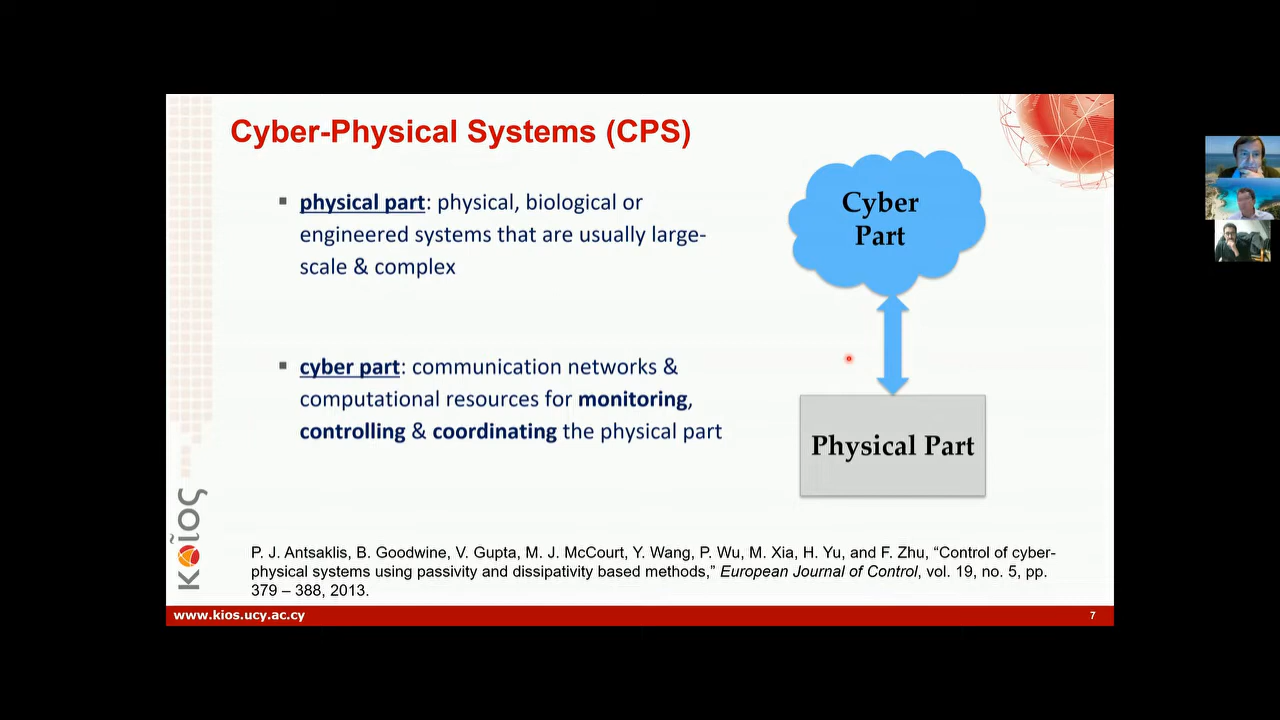 Cyber-Physical Systems (CPS)
physical part: physical, biological or
engineered systems that are usually large-
scale & complex
cyber part: communication networks &
computational resources for monitoring,
controlling & coordinating the physical part
Cyber
Part
Physical Part
P. J. Antsaklis, B. Goodwine, V. Gupta, M. J. McCourt, Y. Wang, P. Wu, M. Xia, H. Yu, and F. Zhu, “Control of cyber-
physical systems using passivity and dissipativity based methods,” European Journal of Control, vol. 19, no. 5, pp.
379 – 388, 2013.
κοῖος
www.kios.ucy.ac.cy
7